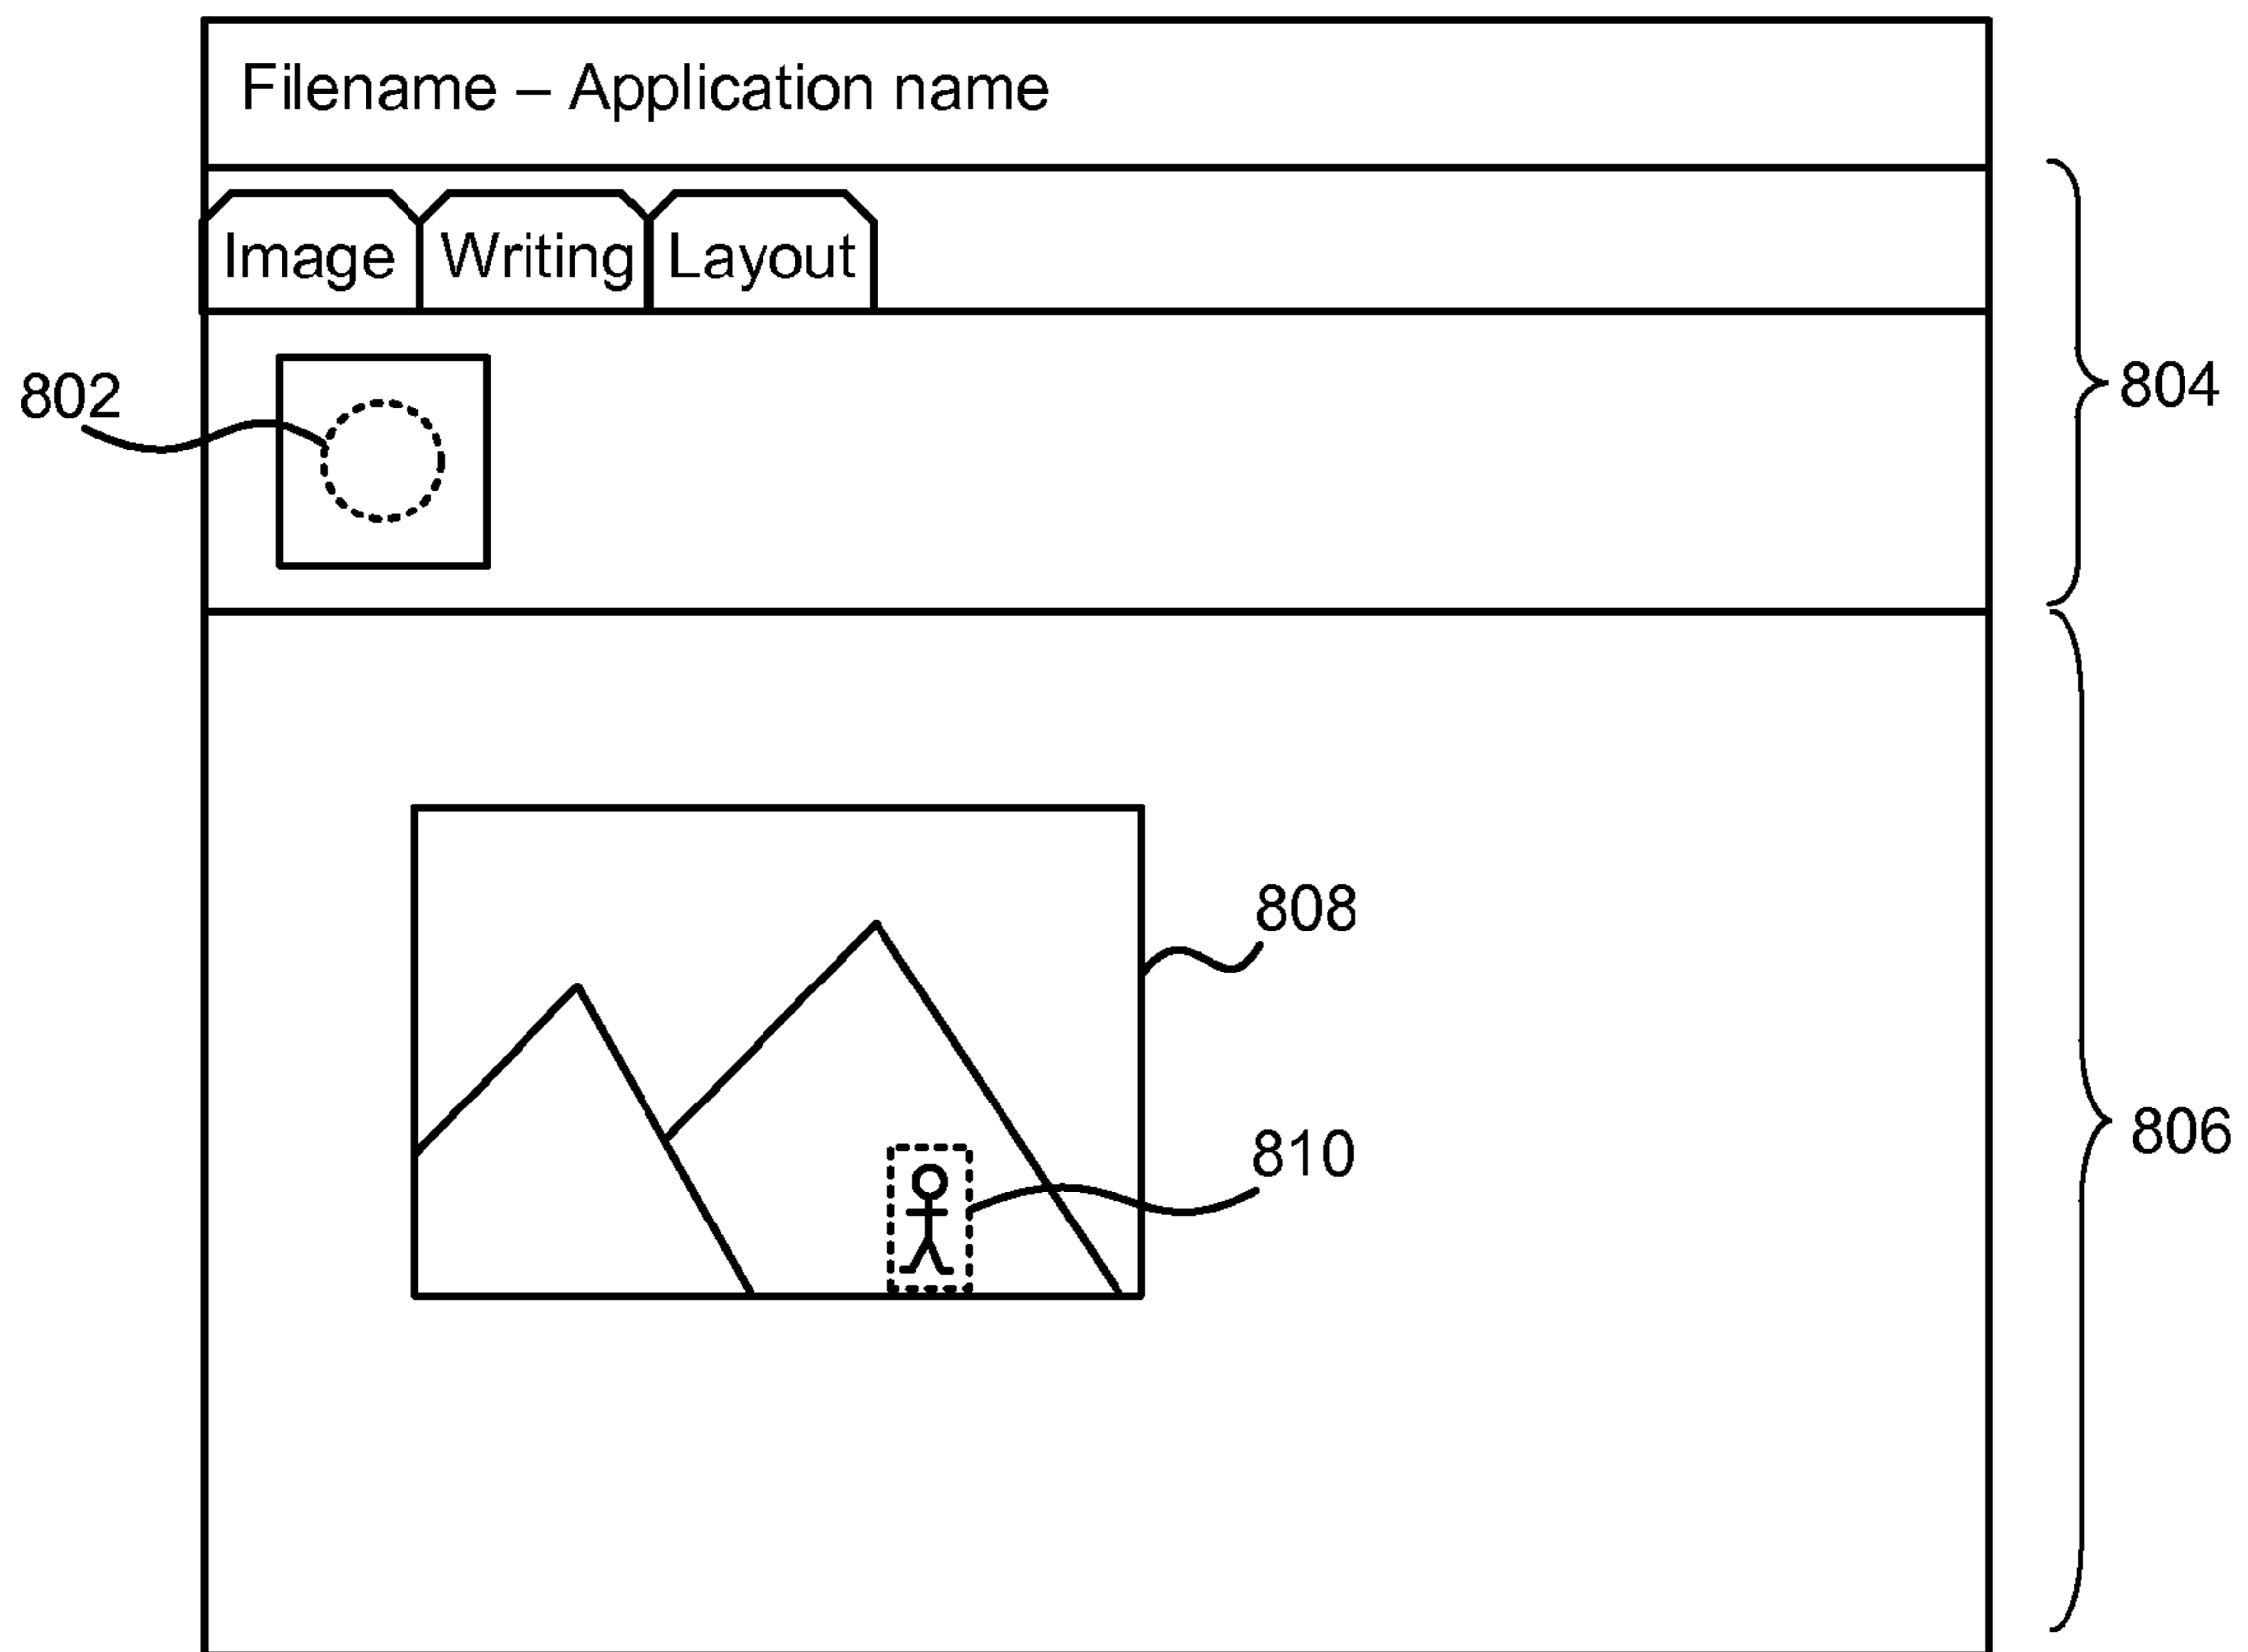 Filename – Application name
Image Writing Layout
802
804
808
810
806